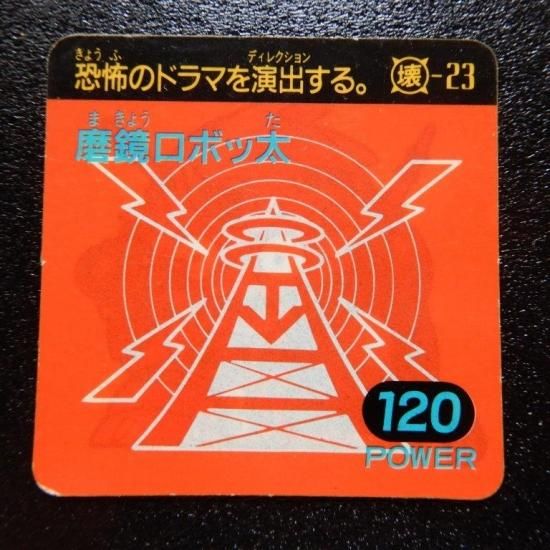 きょうふ ディレクション
恐怖のドラマを演出する。 壊-23
まきょう た
磨鏡ロボッ太
120
POWER